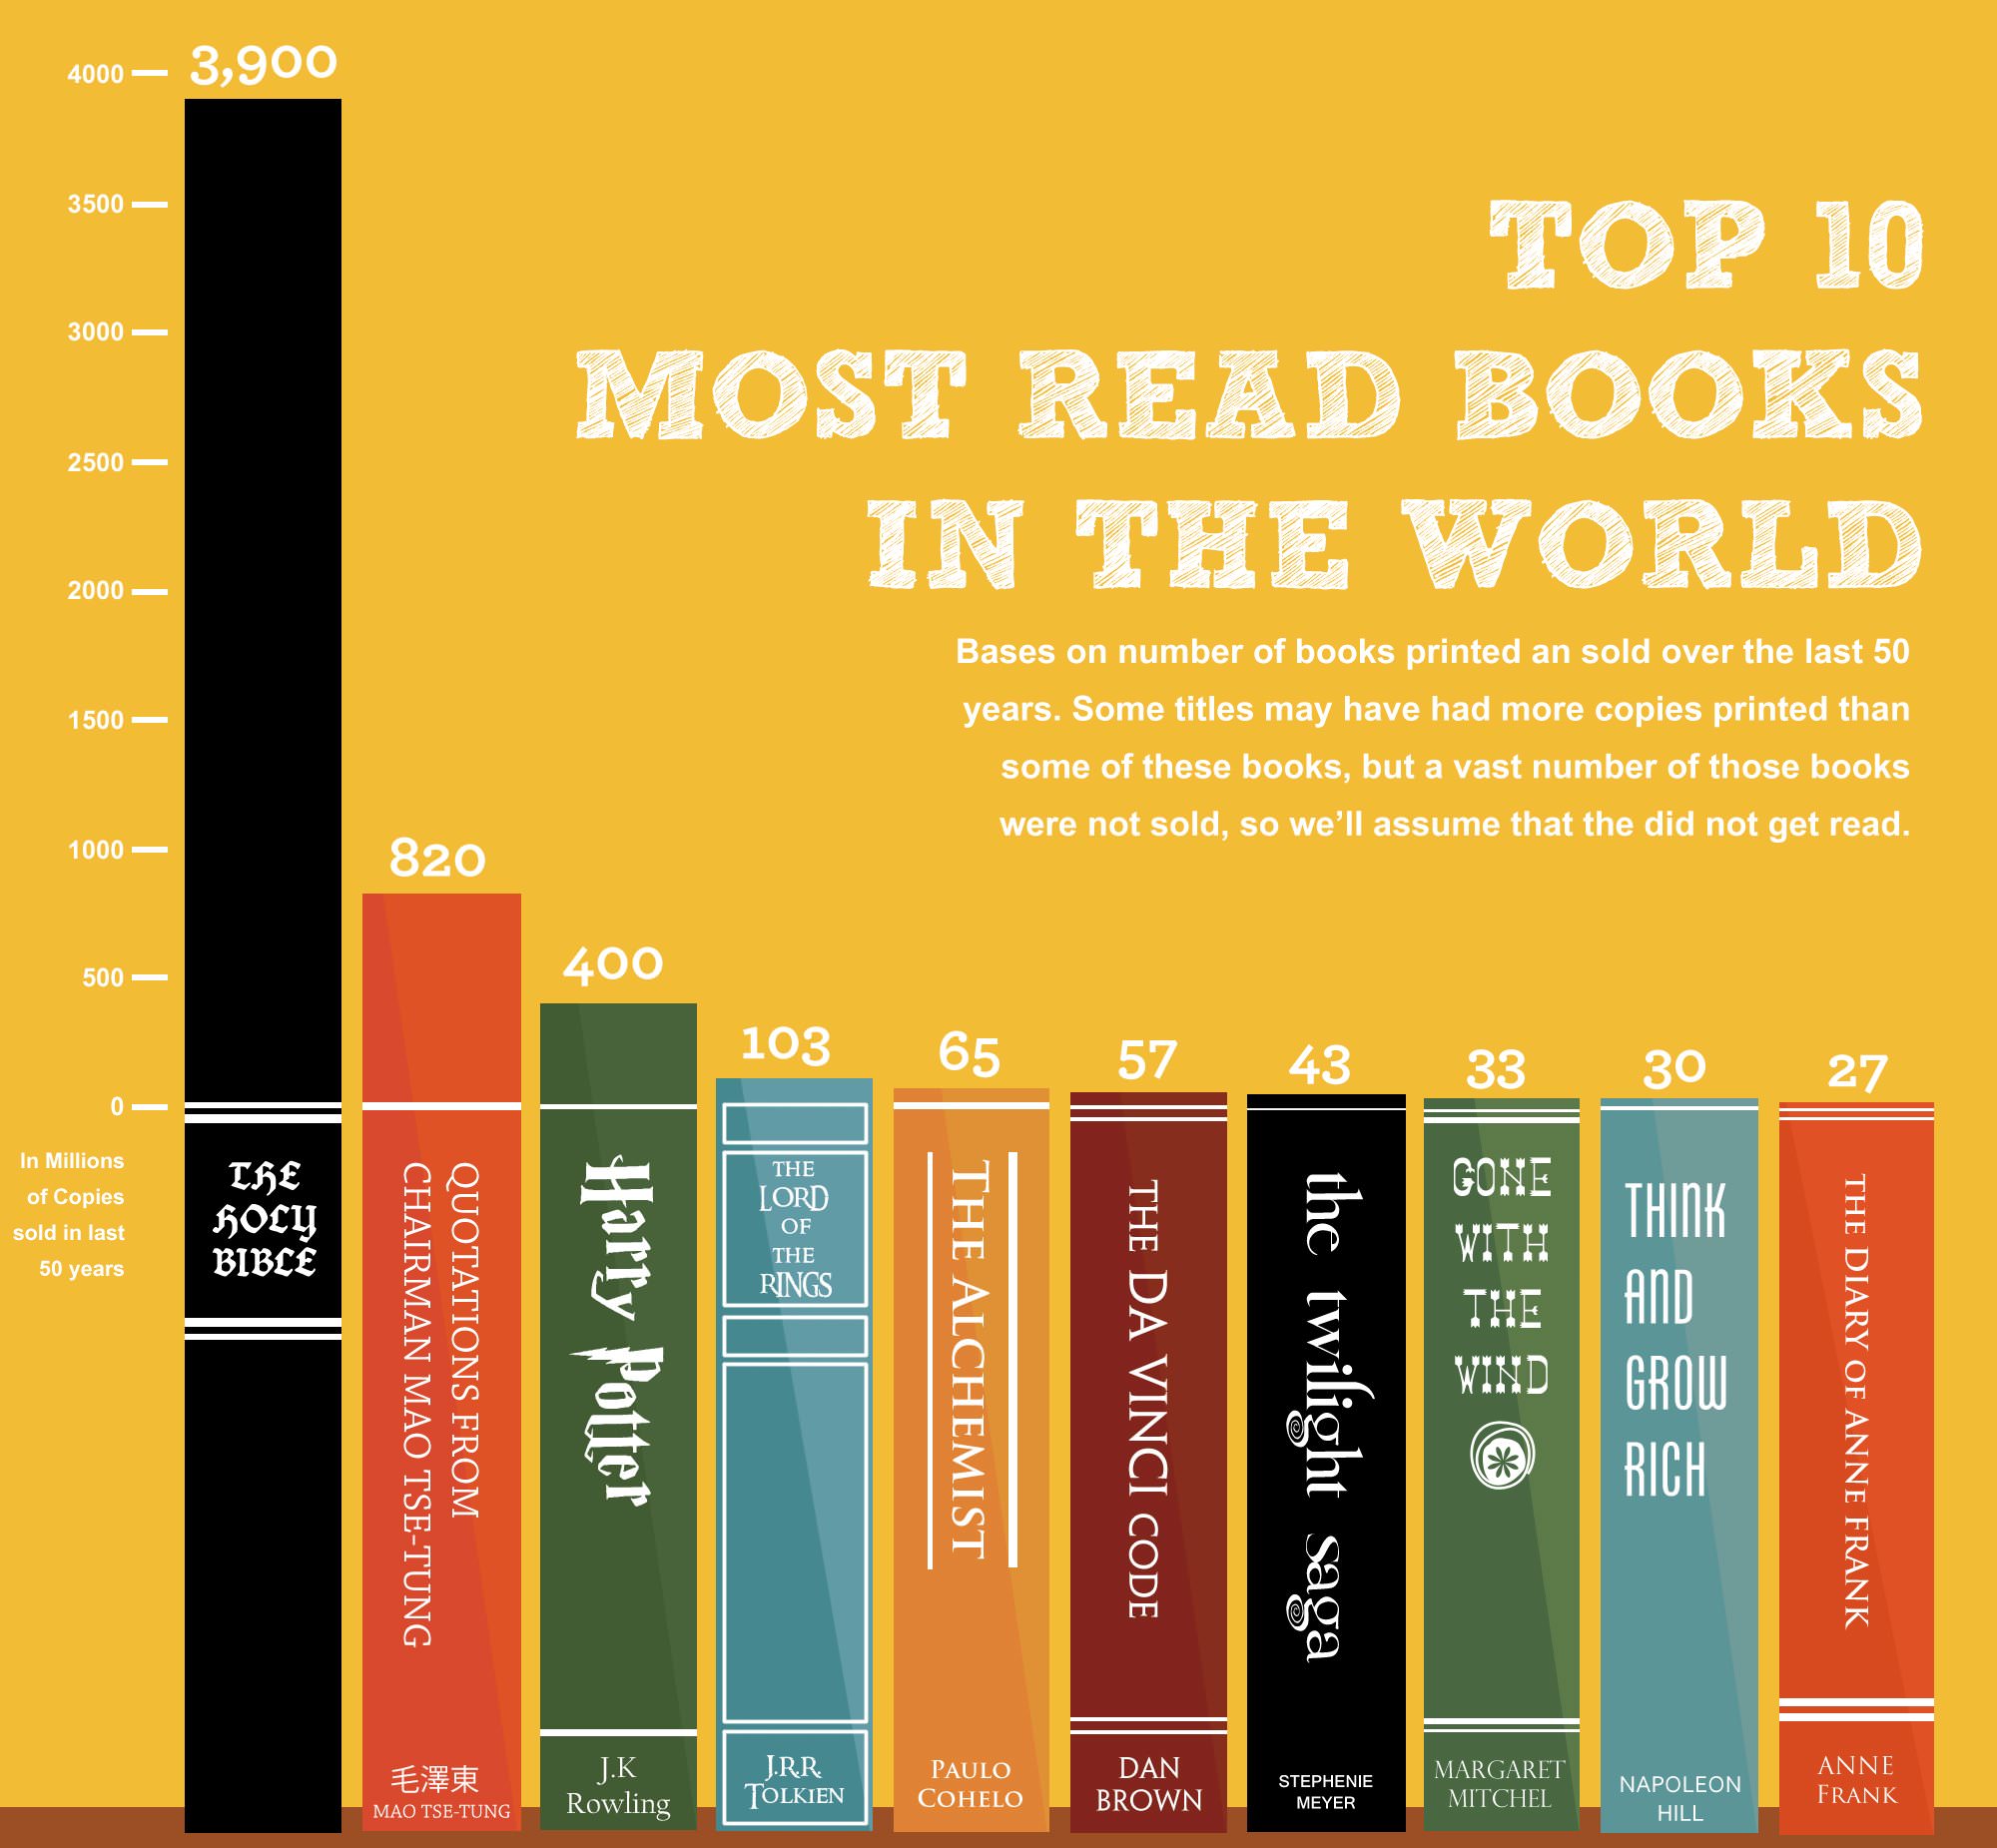 4000
3500
3000
2500
2000
1500
1000
500
0
In Millions
of Copies
sold in last
50 years
TOP 10
MOST READ BOOKS
IN THE WORLD
Bases on number of books printed an sold over the last 50
years. Some titles may have had more copies printed than
some of these books, but a vast number of those books
were not sold, so we’ll assume that the did not get read.
3,900
THE
HOLY
BIBLE
820
QUOTATIONS FROM
CHAIRMAN MAO TSE-TUNG
毛澤東
MAO TSE-TUNG
400
Harry Potter
J.K
Rowling
103
THE
LORD
OF
THE
RINGS
J.R.R.
TOLKIEN
65
THE ALCHEMIST
PAULO
COHELO
57
THE DA VINCI CODE
DAN
BROWN
43
the twilight saga
STEPHENIE
MEYER
33
GONE
WITH
THE
WIND
MARGARET
MITCHEL
30
THINK
AND
GROW
RICH
NAPOLEON
HILL
27
THE DIARY OF ANNE FRANK
ANNE
FRANK